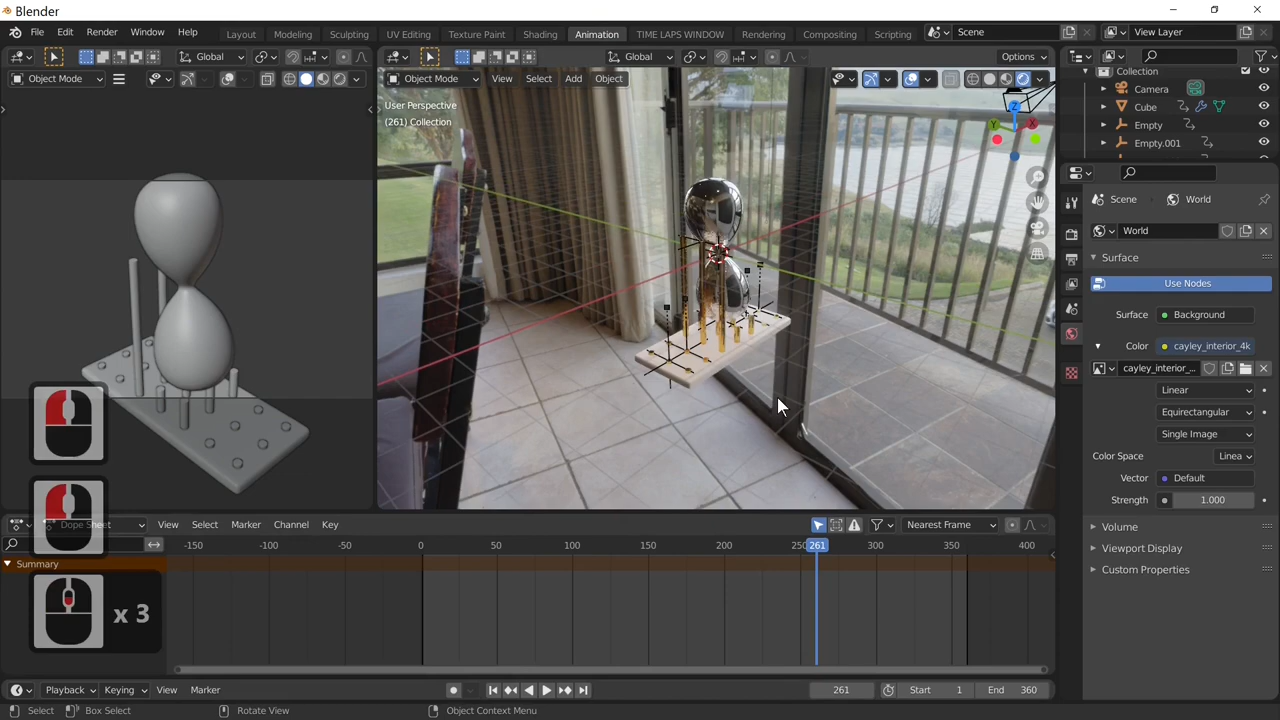 Blender
File Edit Render Window Help Layout Modeling Sculpting UV Editing Texture Paint Shading Animation TIME LAPS WINDOW Rendering Compositing Scripting Scene View Layer
Global Global Options
Object Mode Object Mode View Select Add Object
Collection
Camera
Cube
Empty
Empty.001
User Perspective
(261) Collection
Z
Y
X
Scene World
World
Surface
Use Nodes
Surface Background
Color cayley_interior_4k
cayley_interior_...
Linear
Equirectangular
Single Image
Color Space Linea
Vector Default
Strength 1.000
Volume
Viewport Display
Custom Properties
Dope Sheet View Select Marker Channel Key Nearest Frame
-150 -100 -50 0 50 100 150 200 250 261 300 350 400
Summary
x 3
Playback Keying View Marker 261 Start 1 End 360
Select Box Select Rotate View Object Context Menu